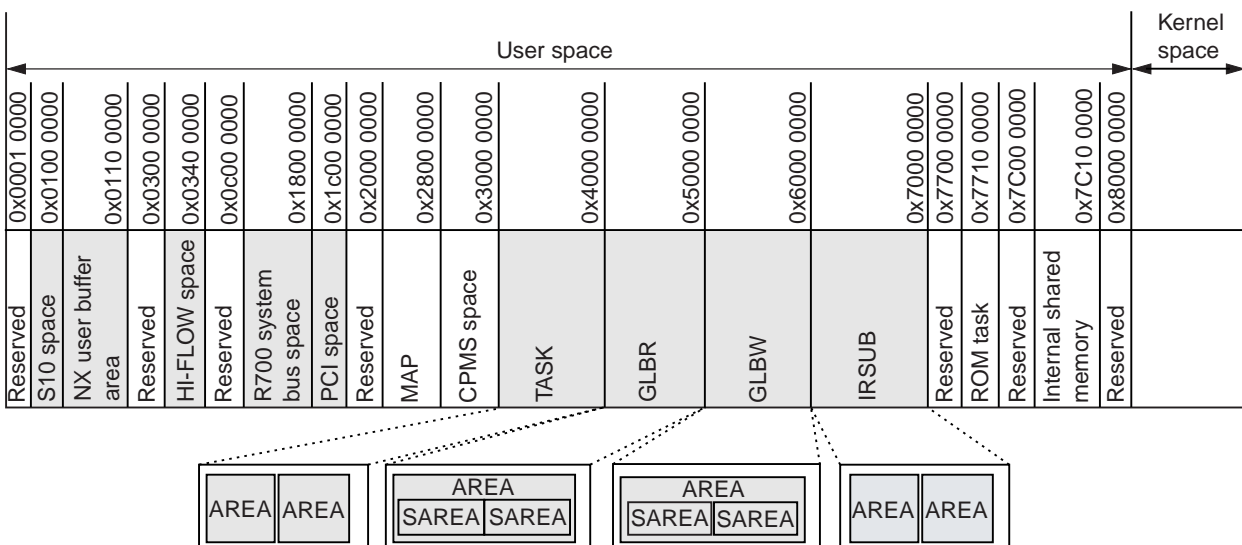 Kernel
space
User space
0x0001 0000
0x0100 0000
0x0110 0000
0x0300 0000
0x0340 0000
0x0c00 0000
0x1800 0000
0x1c00 0000
0x2000 0000
0x2800 0000
0x3000 0000
0x4000 0000
0x5000 0000
0x6000 0000
0x7000 0000
0x7700 0000
0x7710 0000
0x7C00 0000
0x7C10 0000
0x8000 0000
Reserved
S10 space
NX user buffer
area
Reserved
HI-FLOW space
Reserved
R700 system
bus space
PCI space
Reserved
MAP
CPMS space
TASK
GLBR
GLBW
IRSUB
Reserved
ROM task
Reserved
Internal shared
memory
Reserved
AREA AREA
AREA
SAREA SAREA
AREA
SAREA SAREA
AREA AREA